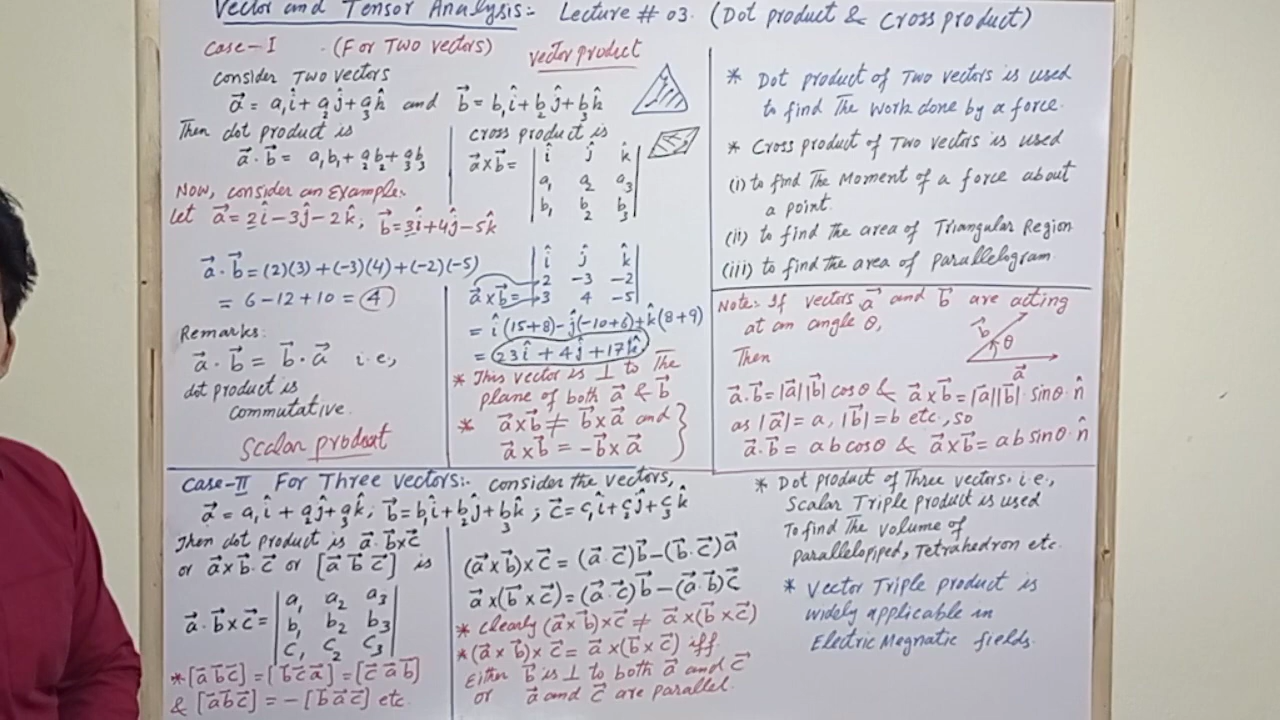 Vector and Tensor Analysis:- Lecture # 03. (Dot product & Cross product)
Case-I (For Two vectors)
vector product
consider Two vectors
a⃗ = a₁î + a₂ĵ + a₃k̂ and b⃗ = b₁î + b₂ĵ + b₃k̂
Then dot product is
a⃗ · b⃗ = a₁b₁ + a₂b₂ + a₃b₃
cross product is
a⃗ x b⃗ = | î ĵ k̂ |
| a₁ a₂ a₃ |
| b₁ b₂ b₃ |
Now, consider an Example:
Let a⃗ = 2î - 3ĵ - 2k̂, b⃗ = 3î + 4ĵ - 5k̂
a⃗ · b⃗ = (2)(3) + (-3)(4) + (-2)(-5)
= 6 - 12 + 10 = 4
Remarks:
a⃗ · b⃗ = b⃗ · a⃗ i.e,
dot product is
commutative.
Scalar product
a⃗ x b⃗ = | î ĵ k̂ |
| 2 -3 -2 |
| 3 4 -5 |
= î(15+8) - ĵ(-10+6) + k̂(8+9)
= 23î + 4ĵ + 17k̂
* This vector is ⊥ to The
plane of both a⃗ & b⃗
* a⃗ x b⃗ ≠ b⃗ x a⃗ and
a⃗ x b⃗ = - b⃗ x a⃗
* Dot product of Two vectors is used
to find The work done by a force.
* Cross product of Two vectors is used
(i) to find The Moment of a force about
a point.
(ii) to find the area of Triangular Region
(iii) to find the area of parallelogram
Note: If vectors a⃗ and b⃗ are acting
at an angle θ,
Then
b⃗
θ
a⃗
a⃗ · b⃗ = |a⃗||b⃗| cosθ & a⃗ x b⃗ = |a⃗||b⃗| sinθ · n̂
as |a⃗| = a, |b⃗| = b etc, so
a⃗ · b⃗ = ab cosθ & a⃗ x b⃗ = ab sinθ · n̂
Case-II For Three vectors:- consider the vectors,
a⃗ = a₁î + a₂ĵ + a₃k̂, b⃗ = b₁î + b₂ĵ + b₃k̂ ; c⃗ = c₁î + c₂ĵ + c₃k̂
Then dot product is a⃗ · b⃗ x c⃗
or a⃗ x b⃗ · c⃗ or [a⃗ b⃗ c⃗] is
a⃗ · b⃗ x c⃗ = | a₁ a₂ a₃ |
| b₁ b₂ b₃ |
| c₁ c₂ c₃ |
* [a⃗ b⃗ c⃗] = [b⃗ c⃗ a⃗] = [c⃗ a⃗ b⃗]
& [a⃗ b⃗ c⃗] = - [b⃗ a⃗ c⃗] etc.
(a⃗ x b⃗) x c⃗ = (a⃗ · c⃗)b⃗ - (b⃗ · c⃗)a⃗
a⃗ x (b⃗ x c⃗) = (a⃗ · c⃗)b⃗ - (a⃗ · b⃗)c⃗
* clearly (a⃗ x b⃗) x c⃗ ≠ a⃗ x (b⃗ x c⃗)
* (a⃗ x b⃗) x c⃗ = a⃗ x (b⃗ x c⃗) iff
Either b⃗ is ⊥ to both a⃗ and c⃗
or a⃗ and c⃗ are parallel.
* Dot product of Three vectors, i.e.,
Scalar Triple product is used
To find The volume of
parallelopiped, Tetrahedron etc.
* Vector Triple product is
widely applicable in
Electric Megnatic fields.